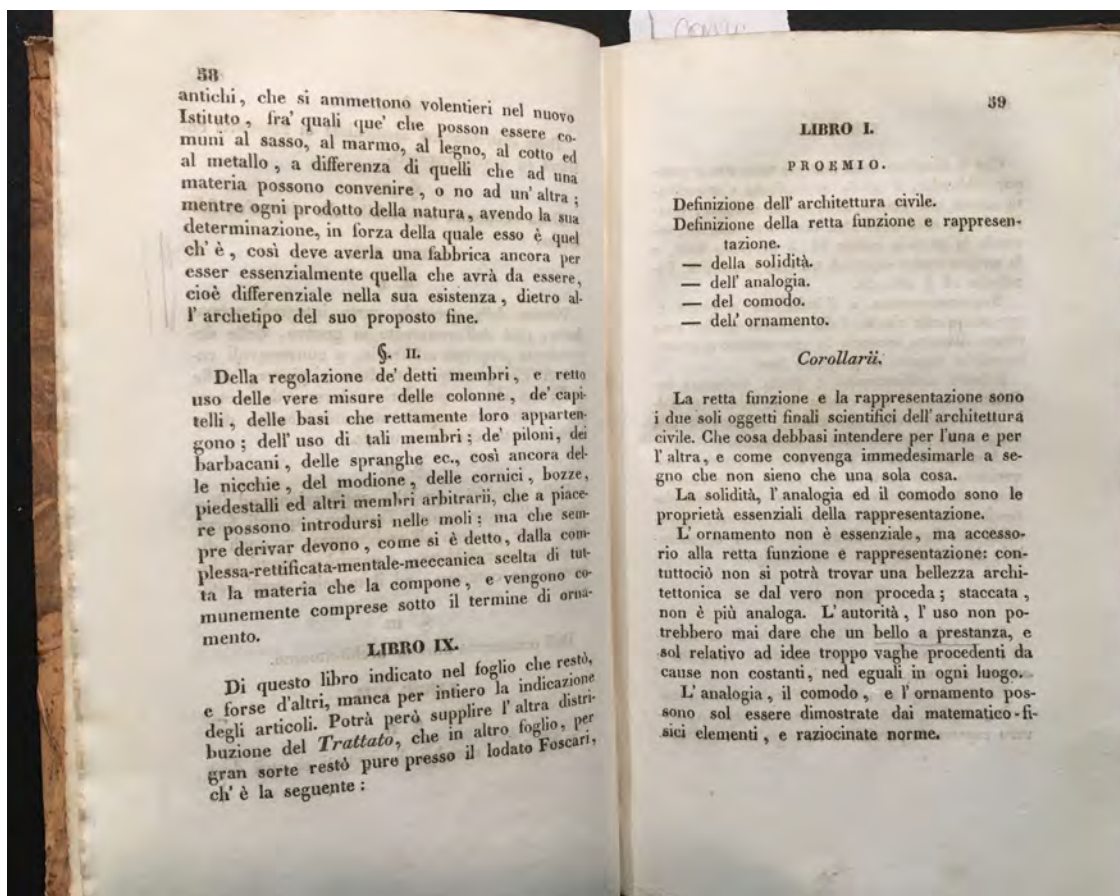 58
antichi, che si ammettono volentieri nel nuovo
Istituto, fra' quali que' che posson essere co-
muni al sasso, al marmo, al legno, al cotto ed
al metallo, a differenza di quelli che ad una
materia possono convenire, o no ad un' altra;
mentre ogni prodotto della natura, avendo la sua
determinazione, in forza della quale esso è quel
ch' è, così deve averla una fabbrica ancora per
esser essenzialmente quella che avrà da essere,
cioè differenziale nella sua esistenza, dietro al-
l' archetipo del suo proposto fine.
§. II.
Della regolazione de' detti membri, e retto
uso delle vere misure delle colonne, de' capi-
telli, delle basi che rettamente loro apparten-
gono; dell' uso di tali membri; de' piloni, dei
barbacani, delle spranghe ec., così ancora del-
le nicchie, del modione, delle cornici, bozze,
piedestalli ed altri membri arbitrarii, che a piace-
re possono introdursi nelle moli; ma che sem-
pre derivar devono, come si è detto, dalla com-
plessa-rettificata-mentale-meccanica scelta di tut-
ta la materia che la compone, e vengono co-
munemente comprese sotto il termine di orna-
mento.
LIBRO IX.
Di questo libro indicato nel foglio che restò,
e forse d'altri, manca per intiero la indicazione
degli articoli. Potrà però supplire l' altra distri-
buzione del Trattato, che in altro foglio, per
gran sorte restò pure presso il lodato Foscari,
ch' è la seguente:
59
LIBRO I.
PROEMIO.
Definizione dell' architettura civile.
Definizione della retta funzione e rappresen-
tazione.
— della solidità.
— dell' analogia.
— del comodo.
— dell' ornamento.
Corollarii.
La retta funzione e la rappresentazione sono
i due soli oggetti finali scientifici dell' architettura
civile. Che cosa debbasi intendere per l'una e per
l' altra, e come convenga immedesimarle a se-
gno che non sieno che una sola cosa.
La solidità, l' analogia ed il comodo sono le
proprietà essenziali della rappresentazione.
L' ornamento non è essenziale, ma accesso-
rio alla retta funzione e rappresentazione: con-
tuttociò non si potrà trovar una bellezza archi-
tettonica se dal vero non proceda; staccata,
non è più analoga. L' autorità, l' uso non po-
trebbero mai dare che un bello a prestanza, e
sol relativo ad idee troppo vaghe procedenti da
cause non costanti, ned eguali in ogni luogo.
L' analogia, il comodo, e l' ornamento pos-
sono sol essere dimostrate dai matematico-fi-
sici elementi, e raziocinate norme.